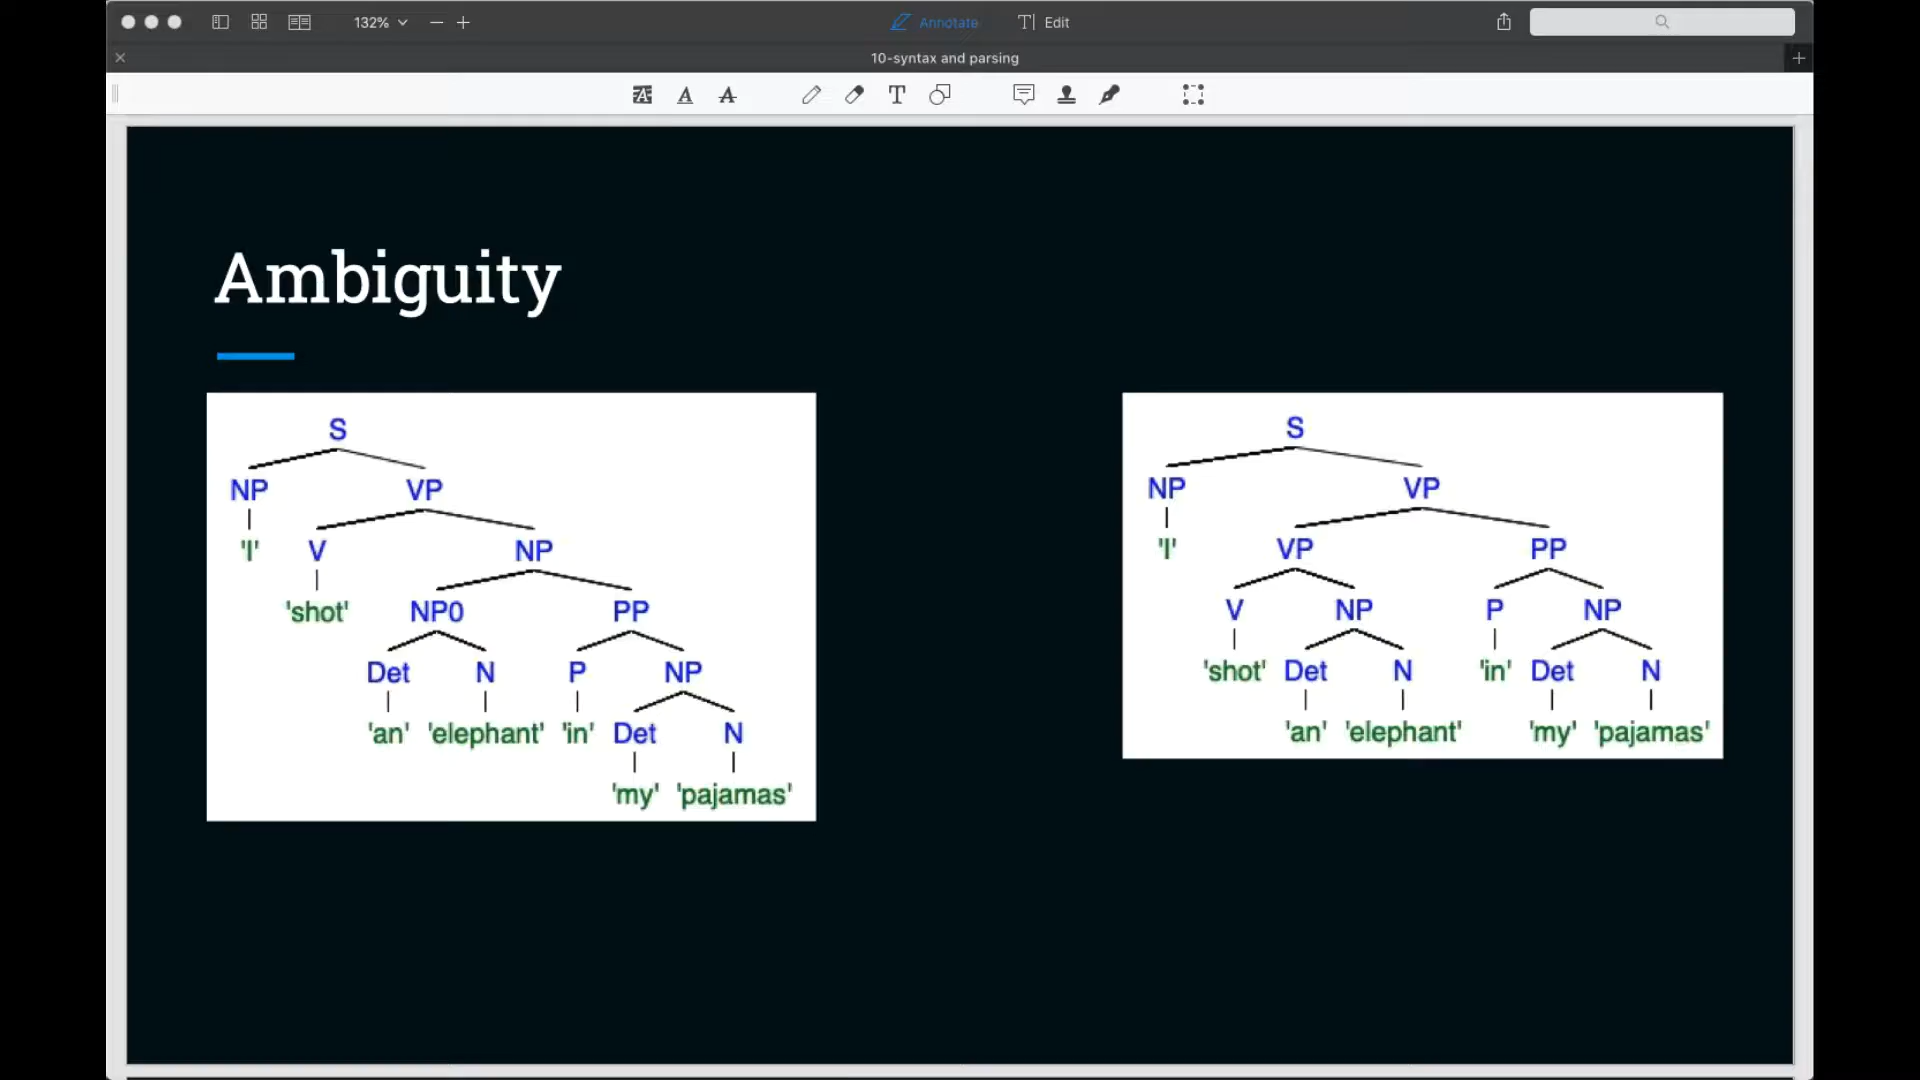 132% Annotate T Edit
10-syntax and parsing
A A A T
Ambiguity
S
NP VP
'I' V NP
'shot' NP0 PP
Det N P NP
'an' 'elephant' 'in' Det N
'my' 'pajamas'
S
NP VP
'I' VP PP
V NP P NP
'shot' Det N 'in' Det N
'an' 'elephant' 'my' 'pajamas'